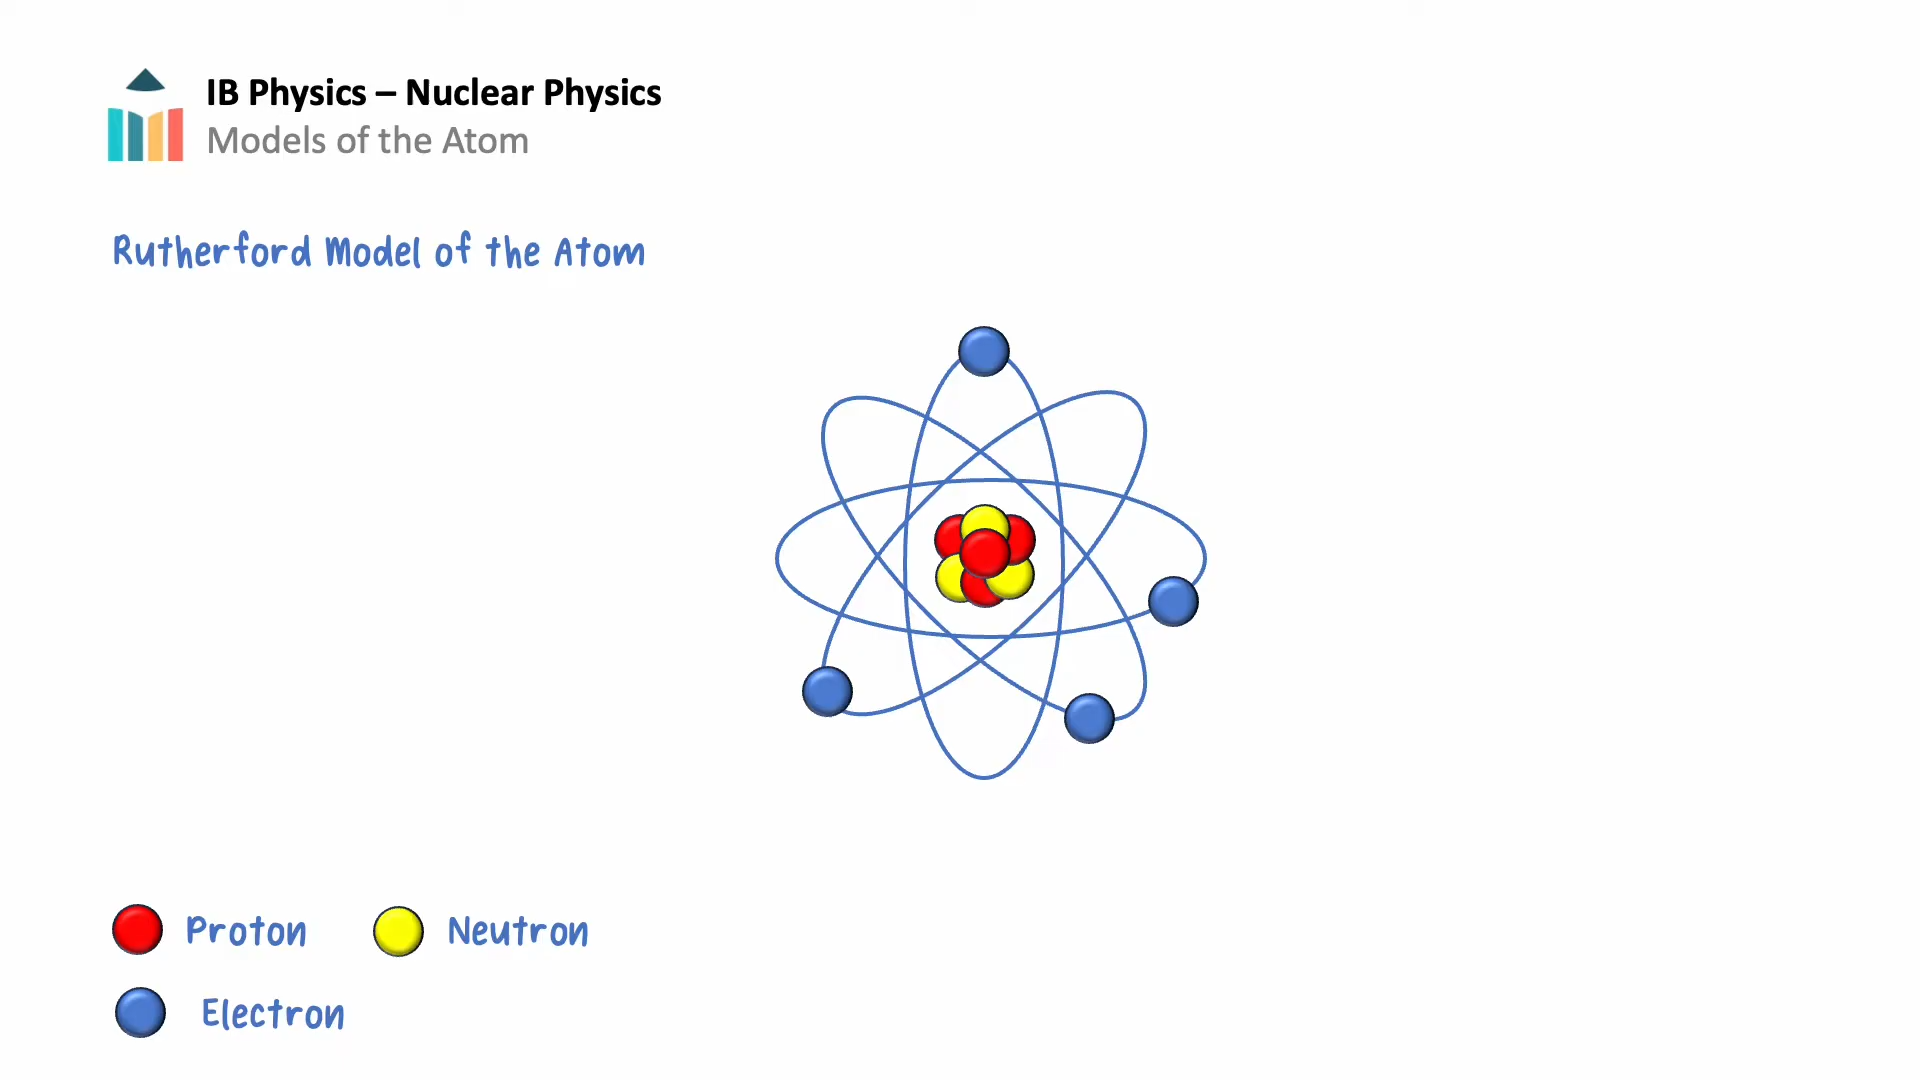 IB Physics – Nuclear Physics
Models of the Atom
Rutherford Model of the Atom
Proton
Neutron
Electron